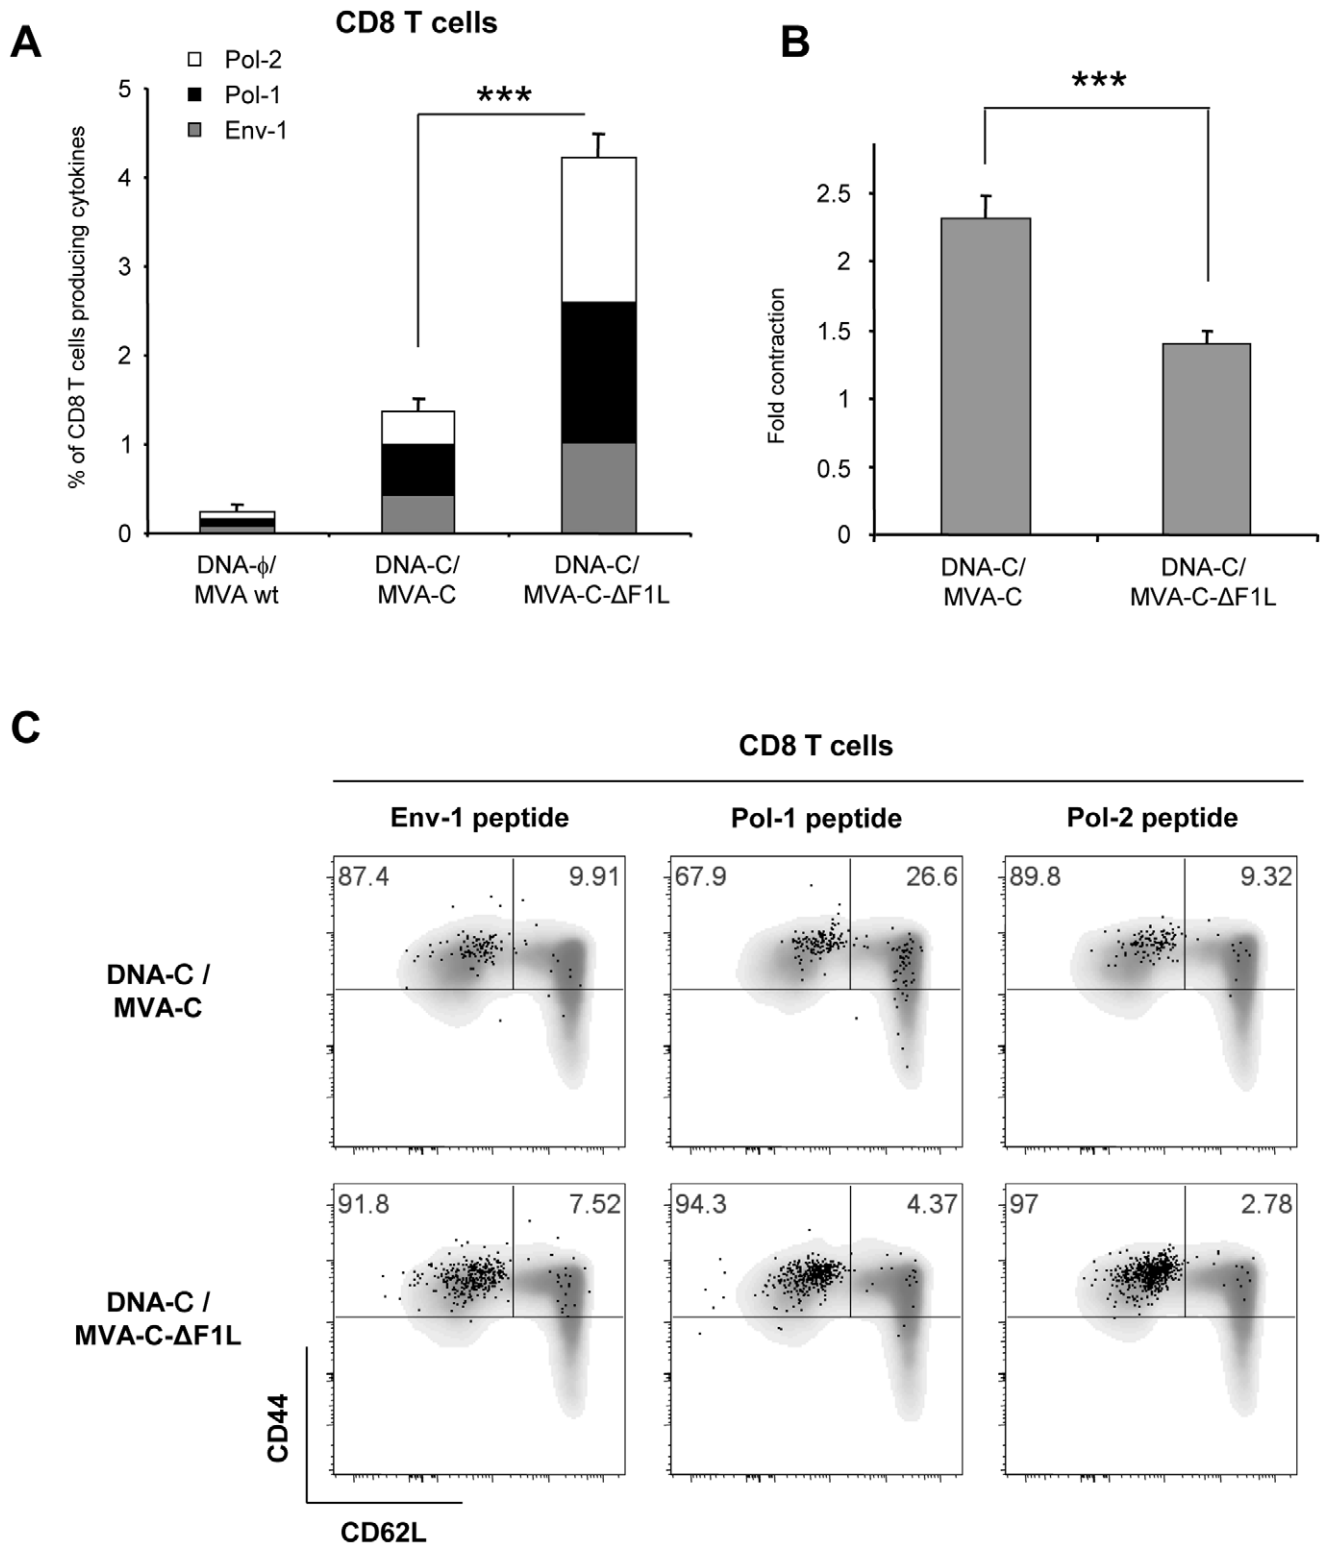 A
CD8 T cells
B
Pol-2
Pol-1
Env-1
***
***
% of CD8 T cells producing cytokines
5
4
3
2
1
0
DNA-ϕ/
MVA wt
DNA-C/
MVA-C
DNA-C/
MVA-C-ΔF1L
Fold contraction
2.5
2
1.5
1
0.5
0
DNA-C/
MVA-C
DNA-C/
MVA-C-ΔF1L
C
CD8 T cells
Env-1 peptide
Pol-1 peptide
Pol-2 peptide
DNA-C /
MVA-C
87.4
9.91
67.9
26.6
89.8
9.32
DNA-C /
MVA-C-ΔF1L
91.8
7.52
94.3
4.37
97
2.78
CD44
CD62L